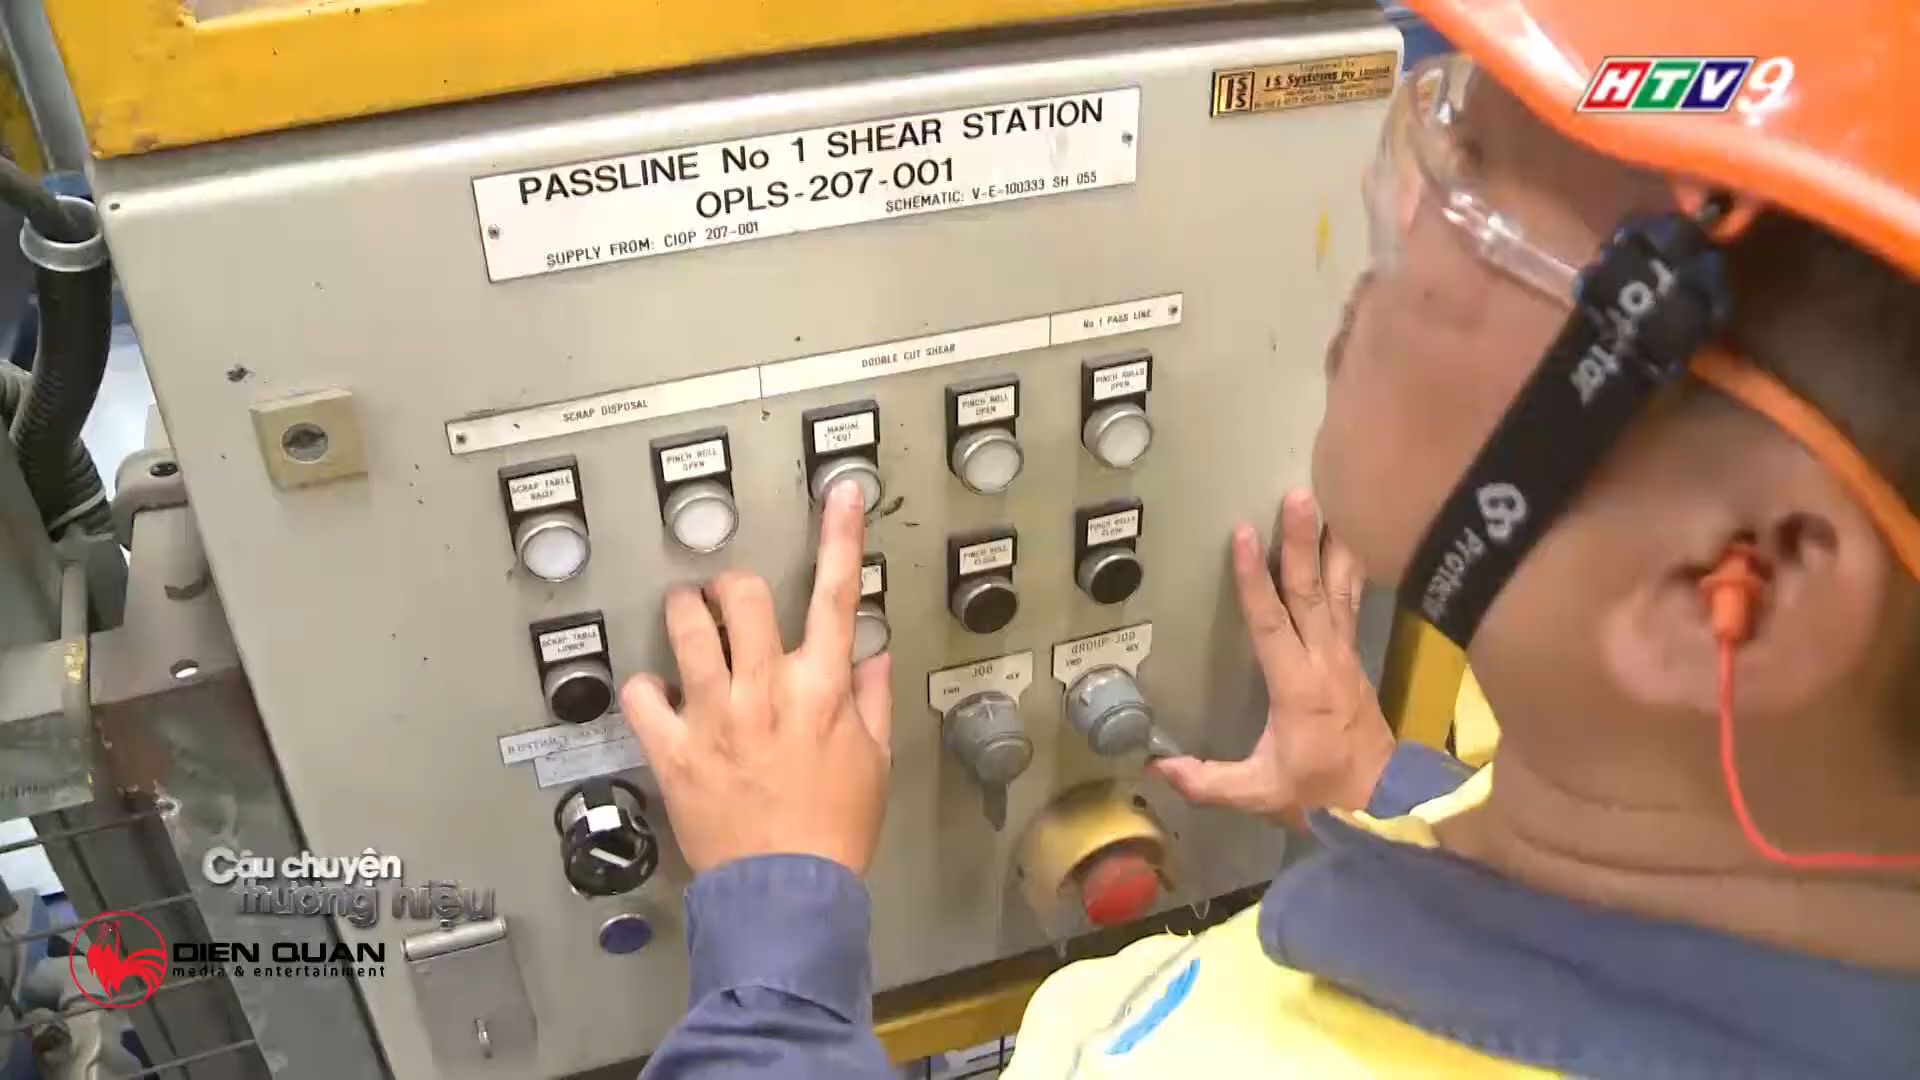 HTV9
I S Systems Pty Limited
PASSLINE No 1 SHEAR STATION
OPLS-207-001
SCHEMATIC: V-E-100333 SH 055
SUPPLY FROM: CIOP 207-001
No 1 PASS LINE
DOUBLE CUT SHEAR
SCRAP DISPOSAL
PINCH ROLLS
OPEN
PINCH ROLL
OPEN
MANUAL
CUT
PINCH ROLL
OPEN
SCRAP TABLE
RAISE
PINCH ROLLS
CLOSE
PINCH ROLL
CLOSE
SCRAP TABLE
LOWER
GROUP JOG
FWD REV
JOG
FWD REV
Protector
Protector
Câu chuyện
thương hiệu
DIEN QUAN
media & entertainment